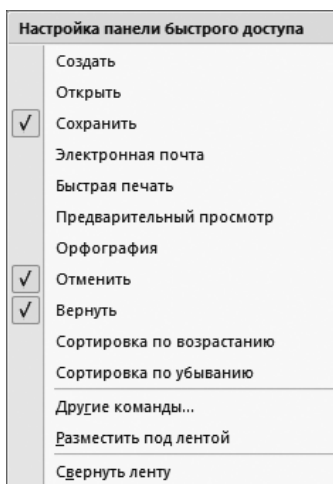 Настройка панели быстрого доступа
Создать
Открыть
Сохранить
Электронная почта
Быстрая печать
Предварительный просмотр
Орфография
Отменить
Вернуть
Сортировка по возрастанию
Сортировка по убыванию
Другие команды...
Разместить под лентой
Свернуть ленту